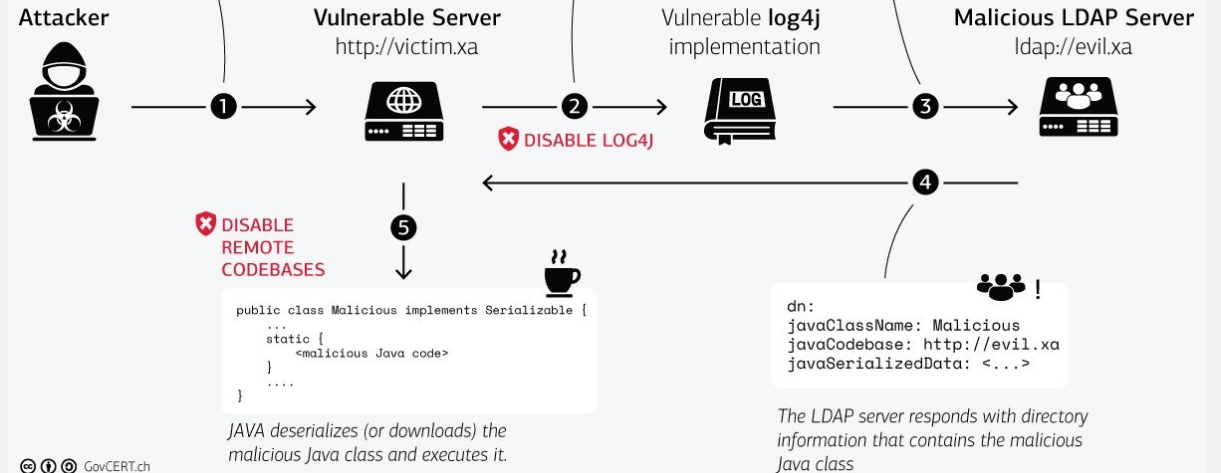 Attacker
Vulnerable Server
http://victim.xa
Vulnerable log4j
implementation
Malicious LDAP Server
ldap://evil.xa
1
2
LOG
3
DISABLE LOG4J
4
DISABLE
REMOTE
CODEBASES
5
public class Malicious implements Serializable {
...
static {
<malicious Java code>
}
....
}
JAVA deserializes (or downloads) the
malicious Java class and executes it.
!
dn:
javaClassName: Malicious
javaCodebase: http://evil.xa
javaSerializedData: <...>
The LDAP server responds with directory
information that contains the malicious
Java class
cc GovCERT.ch